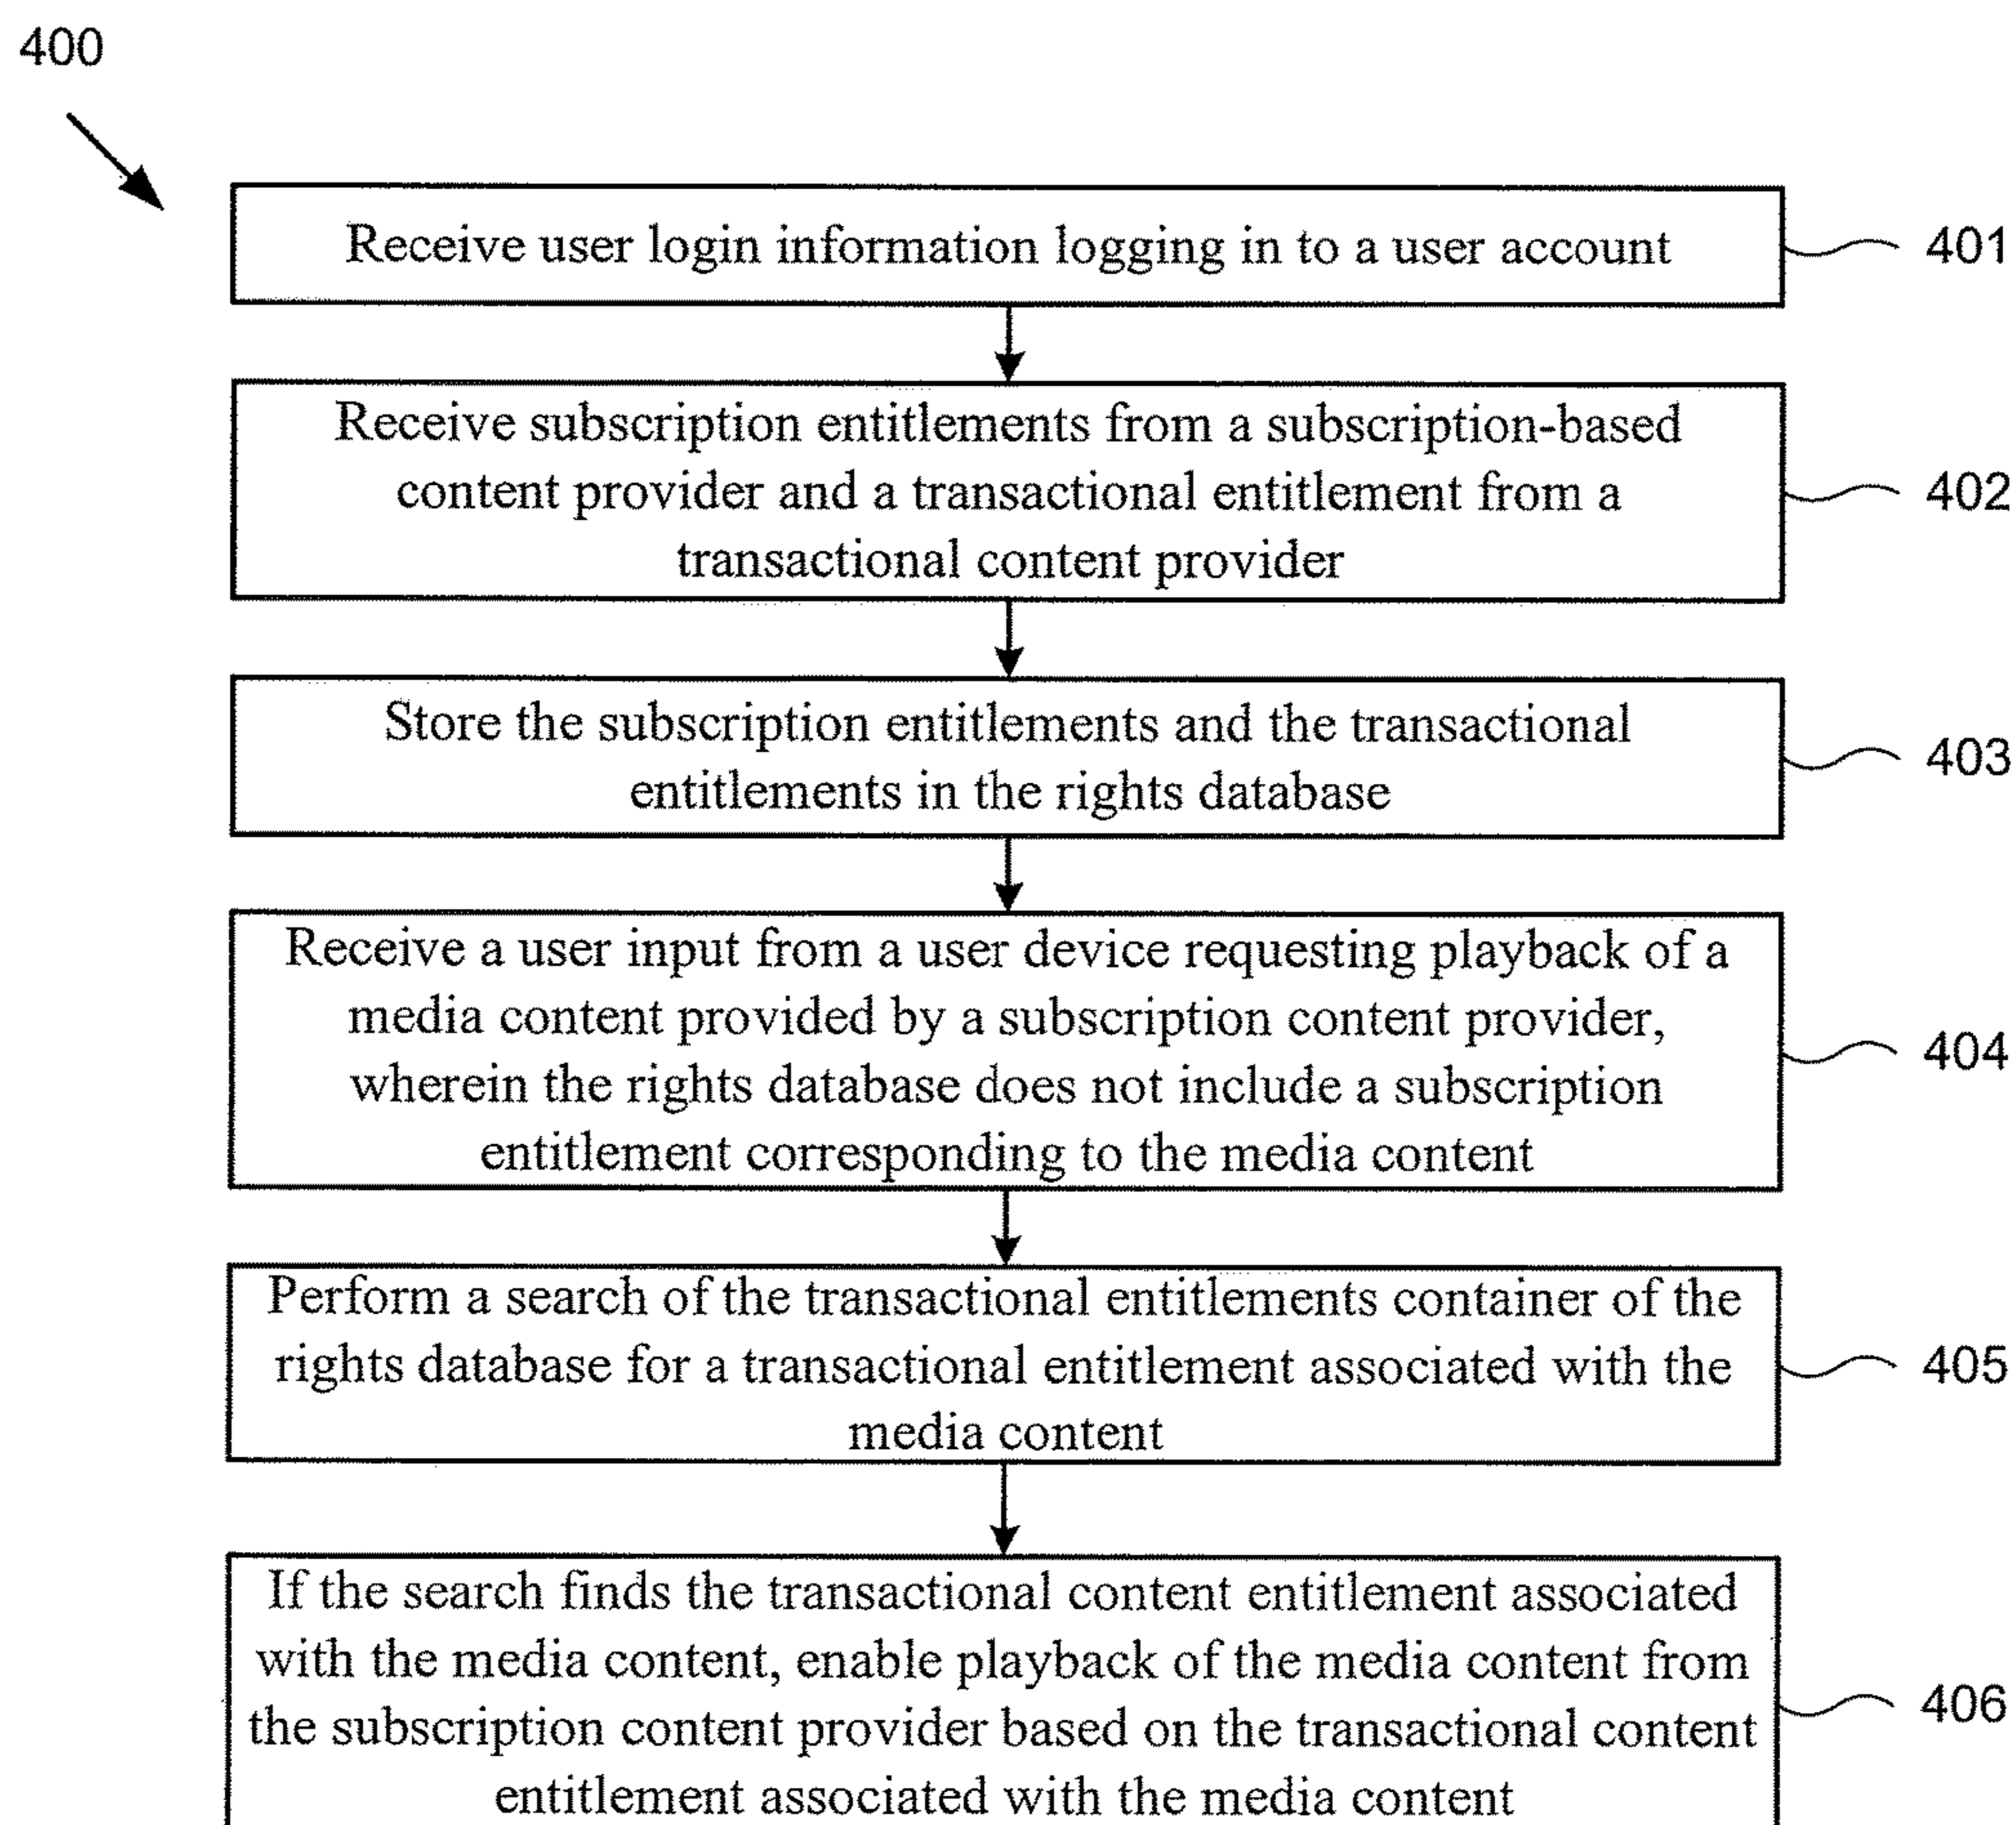 400
Receive user login information logging in to a user account
401
Receive subscription entitlements from a subscription-based
content provider and a transactional entitlement from a
transactional content provider
402
Store the subscription entitlements and the transactional
entitlements in the rights database
403
Receive a user input from a user device requesting playback of a
media content provided by a subscription content provider,
wherein the rights database does not include a subscription
entitlement corresponding to the media content
404
Perform a search of the transactional entitlements container of the
rights database for a transactional entitlement associated with the
media content
405
If the search finds the transactional content entitlement associated
with the media content, enable playback of the media content from
the subscription content provider based on the transactional content
entitlement associated with the media content
406